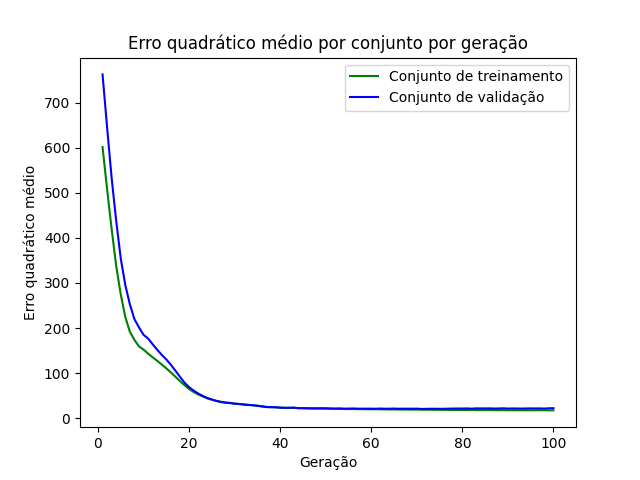 Erro quadrático médio por conjunto por geração
Conjunto de treinamento
Conjunto de validação
Erro quadrático médio
700
600
500
400
300
200
100
0
0 20 40 60 80 100
Geração